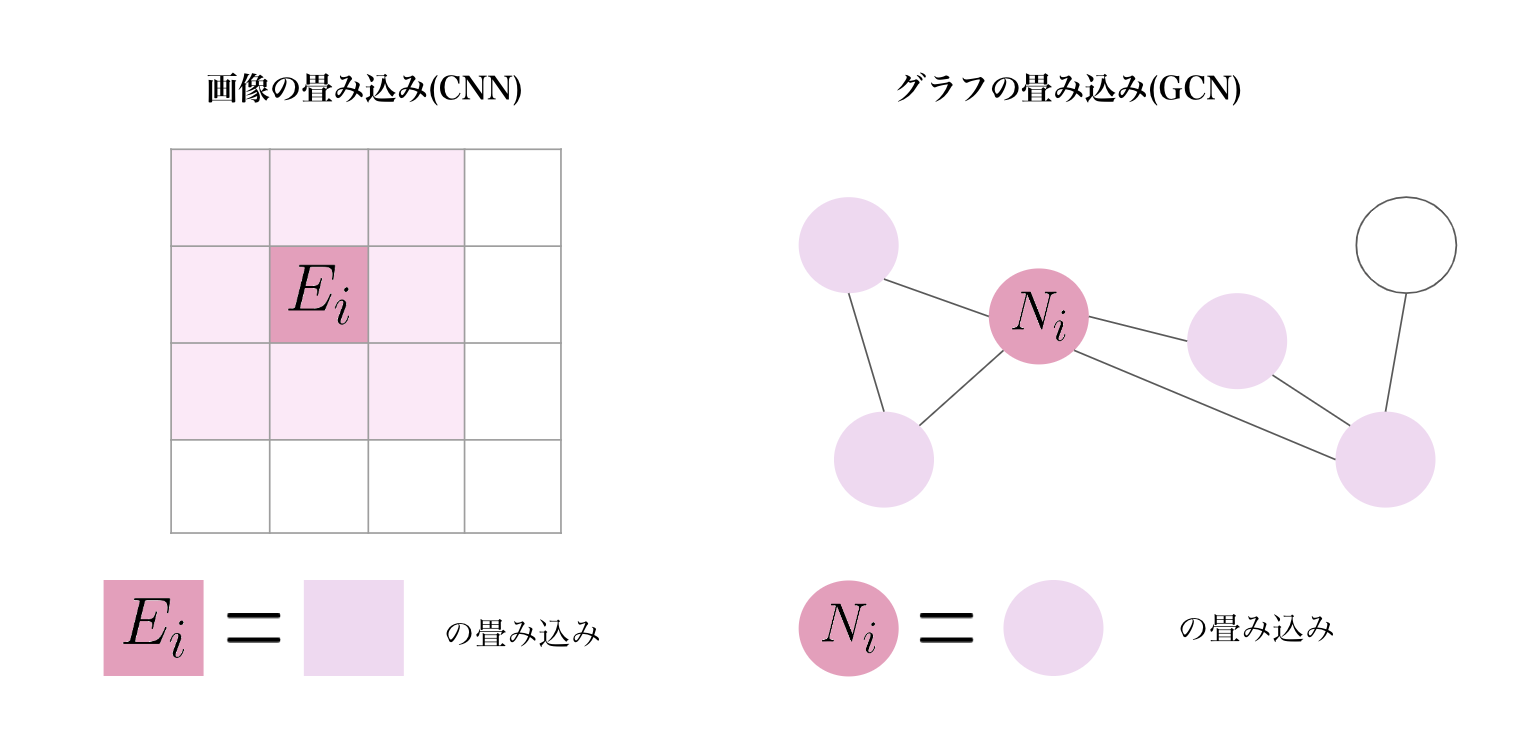 画像の畳み込み(CNN)
E_i
E_i = の畳み込み
グラフの畳み込み(GCN)
N_i
N_i = の畳み込み